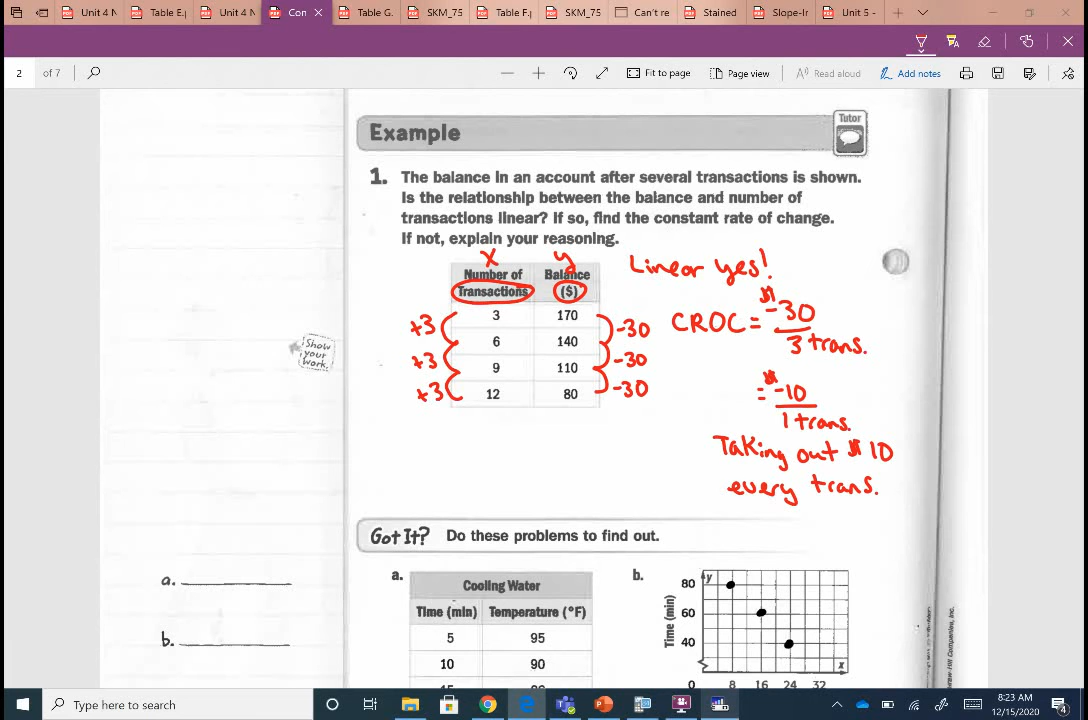 Unit 4 N
Table E.p
Unit 4 N
Con
Table G.
SKM_75
Table F.p
SKM_75
Can't re
Stained
Slope-In
Unit 5 -
2 of 7
Fit to page
Page view
Read aloud
Add notes
Example
Tutor
1. The balance in an account after several transactions is shown.
Is the relationship between the balance and number of
transactions linear? If so, find the constant rate of change.
If not, explain your reasoning.
x y
Linear yes!
Number of Transactions
Balance ($)
3 170
6 140
9 110
12 80
+3
+3
+3
-30
-30
-30
CROC = $-30
3 trans.
= $-10
1 trans.
Taking out $10
every trans.
Show your work.
Got It? Do these problems to find out.
a.
b.
a.
Cooling Water
Time (min) Temperature (°F)
5 95
10 90
b.
y
80
60
40
Time (min)
x
0 8 16 24 32
Type here to search
8:23 AM
12/15/2020
4